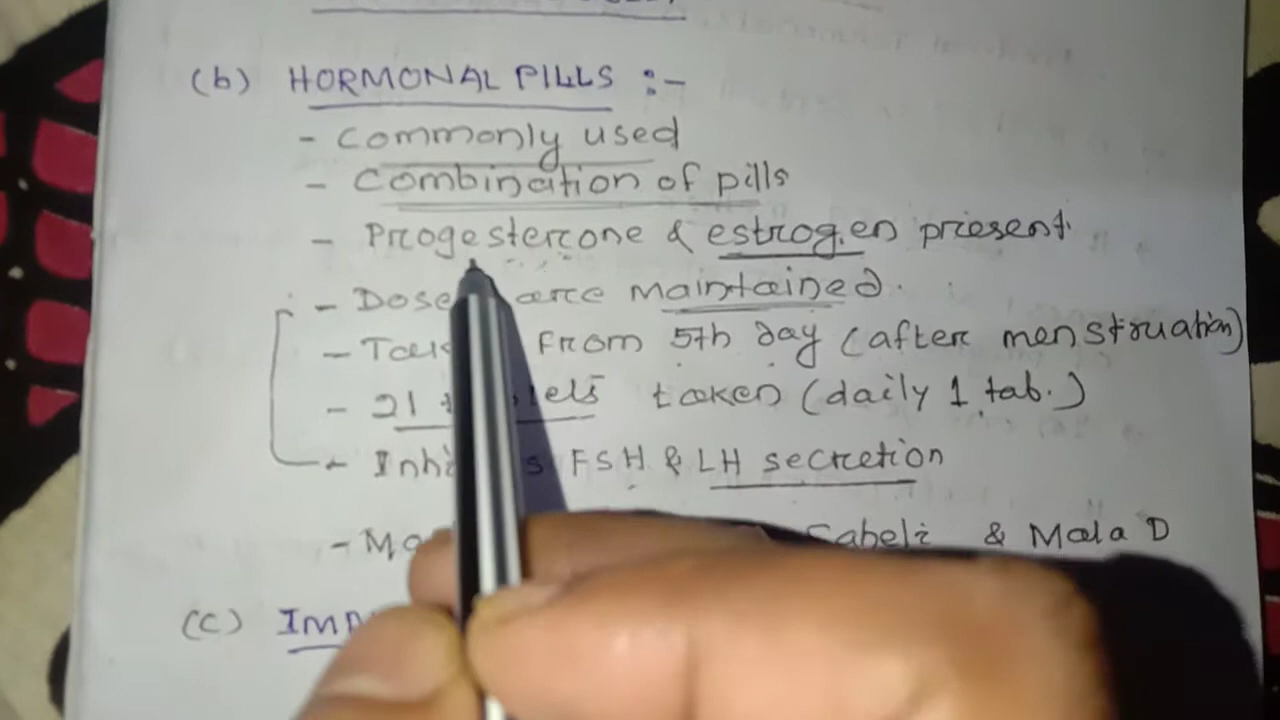 (b) HORMONAL PILLS :-
- Commonly used
- Combination of pills
- Progesterone & estrogen present.
- Dose are maintained.
- from 5th day (after menstruation)
- 21 taken (daily 1 tab.)
- FSH & LH secretion
- & Mala D
(c)